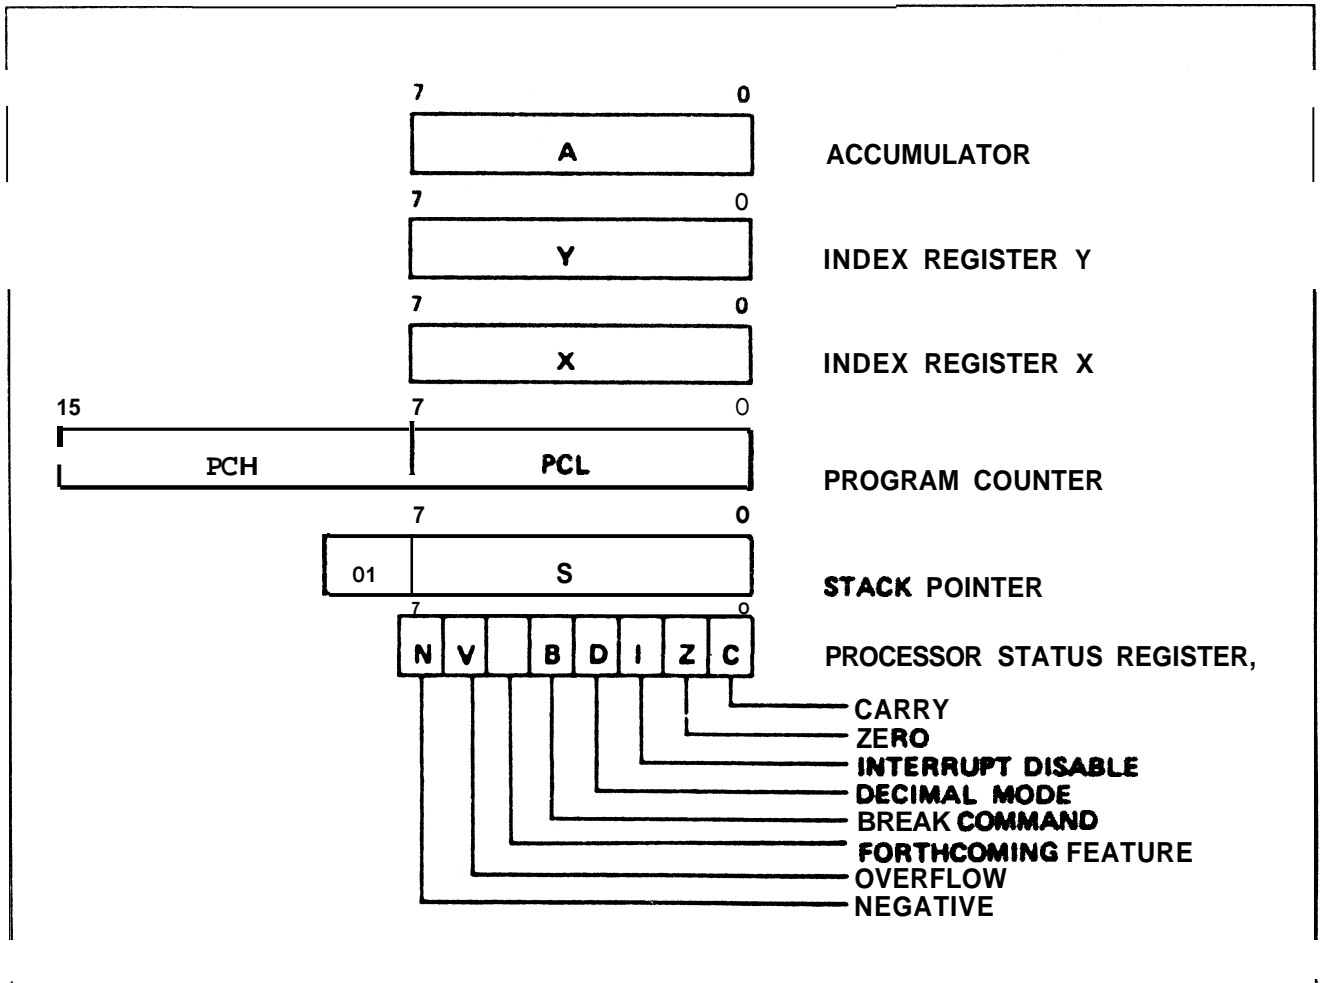 7 0
A ACCUMULATOR
7 0
Y INDEX REGISTER Y
7 0
X INDEX REGISTER X
15 7 0
PCH PCL PROGRAM COUNTER
7 0
01 S STACK POINTER
7 0
N V B D I Z C PROCESSOR STATUS REGISTER,
CARRY
ZERO
INTERRUPT DISABLE
DECIMAL MODE
BREAK COMMAND
FORTHCOMING FEATURE
OVERFLOW
NEGATIVE